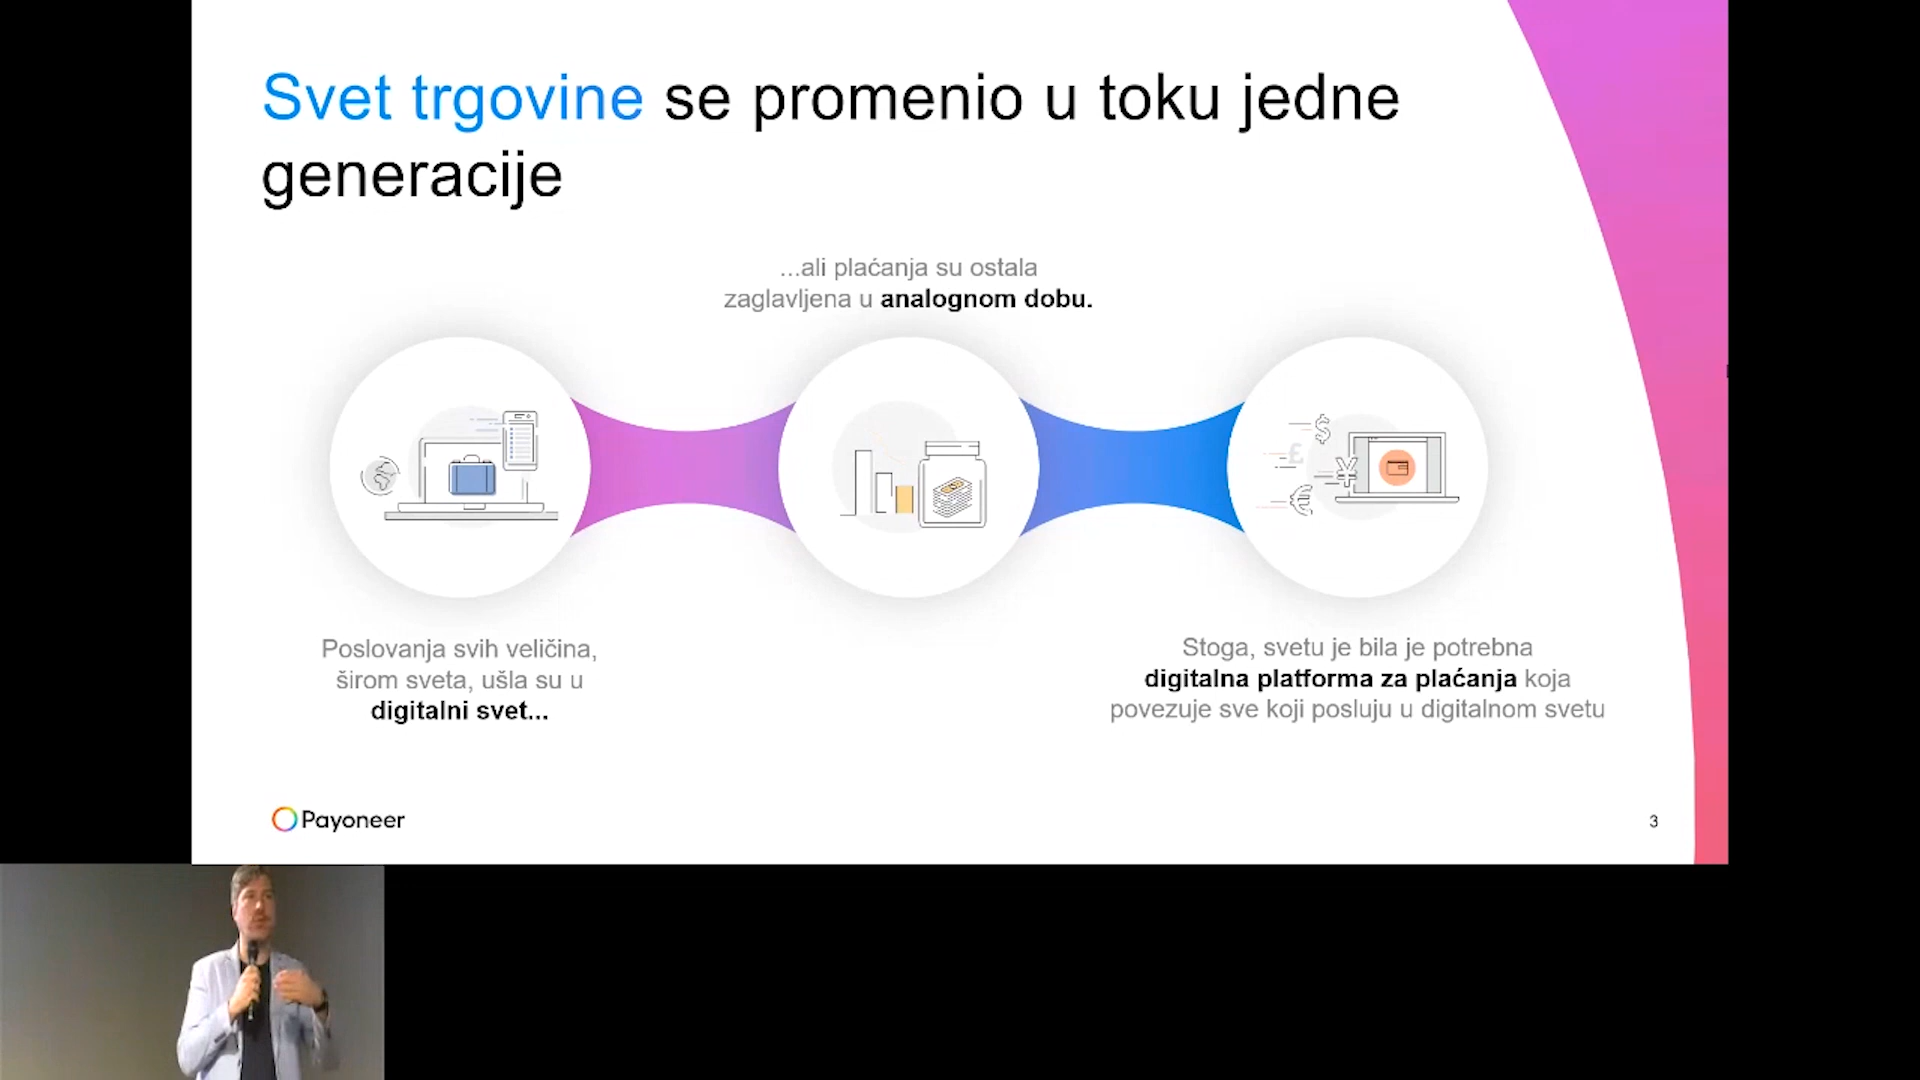 Svet trgovine se promenio u toku jedne
generacije
...ali plaćanja su ostala
zaglavljena u analognom dobu.
Poslovanja svih veličina,
širom sveta, ušla su u
digitalni svet...
Stoga, svetu je bila je potrebna
digitalna platforma za plaćanja koja
povezuje sve koji posluju u digitalnom svetu
$
£
¥
€
Payoneer
3